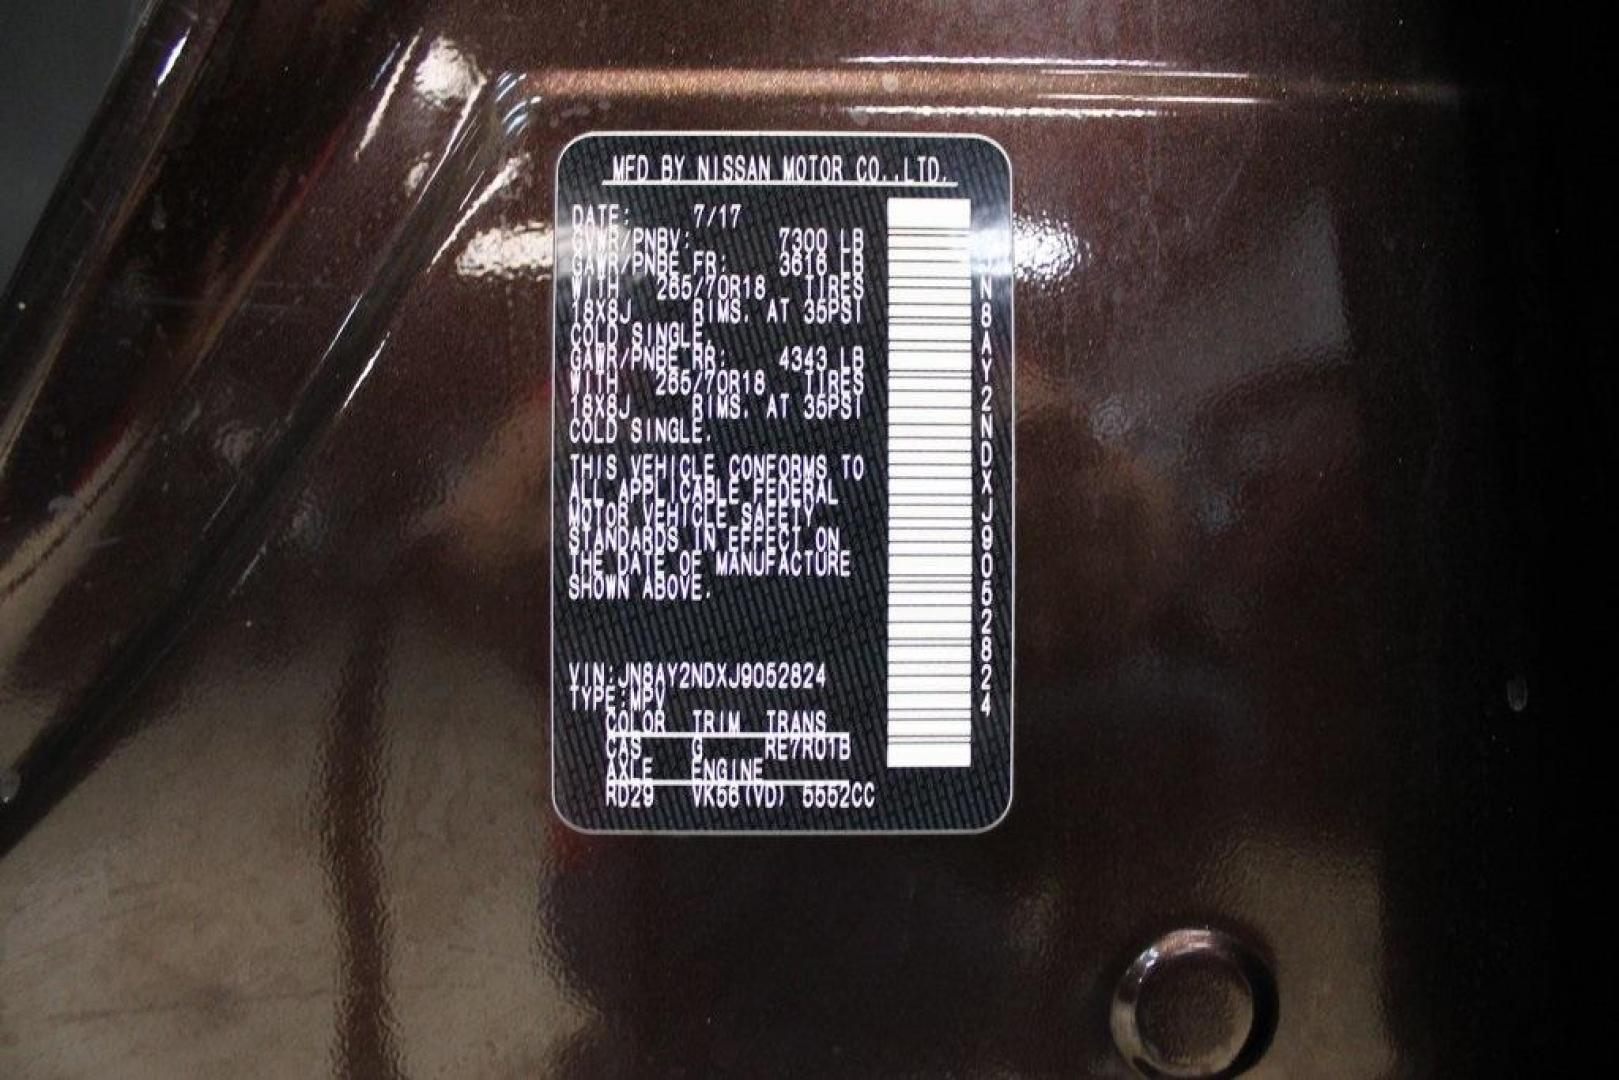 MFD BY NISSAN MOTOR CO.,LTD.
DATE: 7/17
GVWR/PNBV: 7300 LB
GAWR/PNBE FR: 3616 LB
WITH 265/70R18 TIRES
18X8J RIMS. AT 35PSI
COLD SINGLE.
GAWR/PNBE RR: 4343 LB
WITH 265/70R18 TIRES
18X8J RIMS. AT 35PSI
COLD SINGLE.
THIS VEHICLE CONFORMS TO
ALL APPLICABLE FEDERAL
MOTOR VEHICLE SAFETY
STANDARDS IN EFFECT ON
THE DATE OF MANUFACTURE
SHOWN ABOVE.
VIN:JN8AY2NDXJ9052824
TYPE:MPV
COLOR TRIM TRANS
CAS G RE7R01B
AXLE ENGINE
RD29 VK56(VD) 5552CC
JN8AY2NDXJ9052824